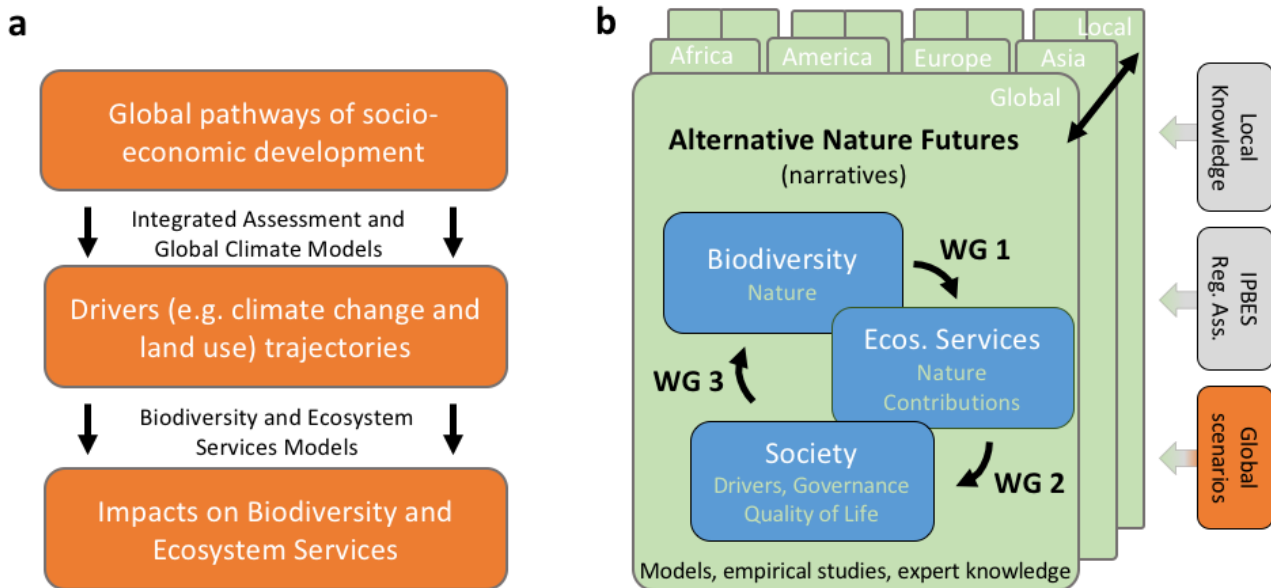 a
Global pathways of socio-
economic development
Integrated Assessment and
Global Climate Models
Drivers (e.g. climate change and
land use) trajectories
Biodiversity and Ecosystem
Services Models
Impacts on Biodiversity and
Ecosystem Services
b
Local
Africa
America
Europe
Asia
Global
Alternative Nature Futures
(narratives)
Biodiversity
Nature
WG 1
Ecos. Services
Nature
Contributions
WG 3
Society
Drivers, Governance
Quality of Life
WG 2
Models, empirical studies, expert knowledge
Local
Knowledge
IPBES
Reg. Ass.
Global
scenarios